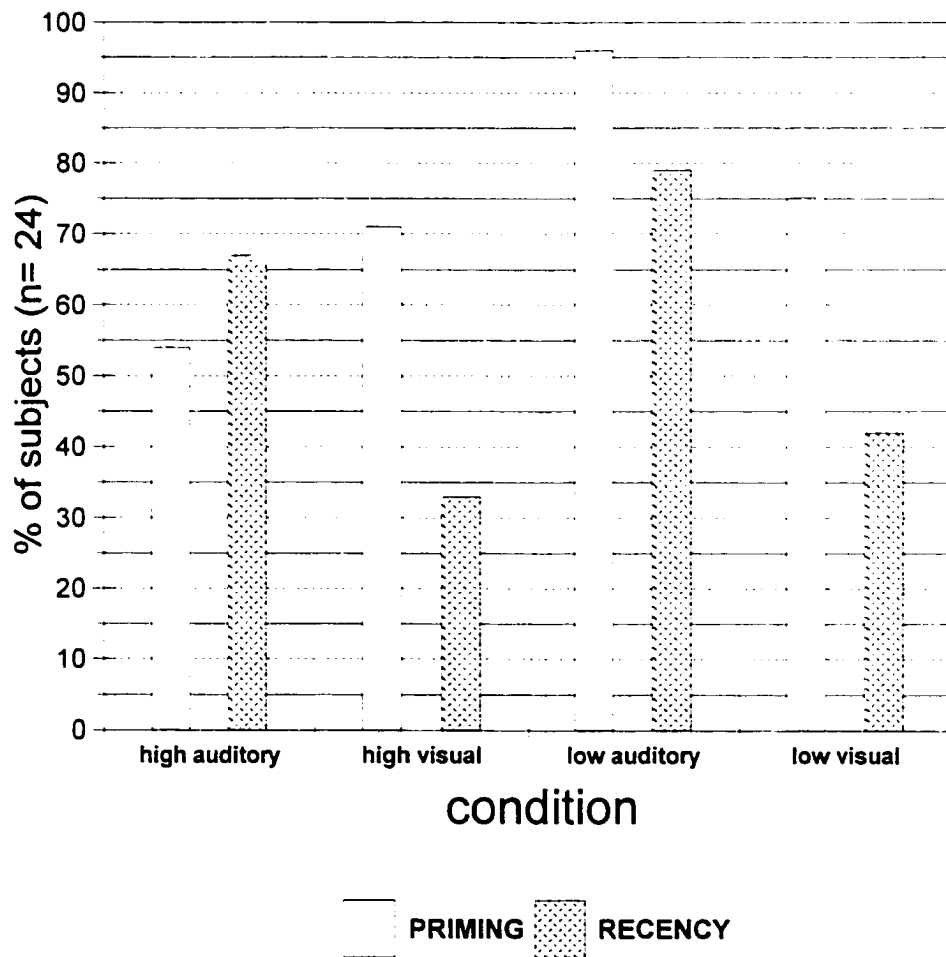 % of subjects (n= 24)
100
90
80
70
60
50
40
30
20
10
0
high auditory high visual low auditory low visual
condition
PRIMING RECENCY